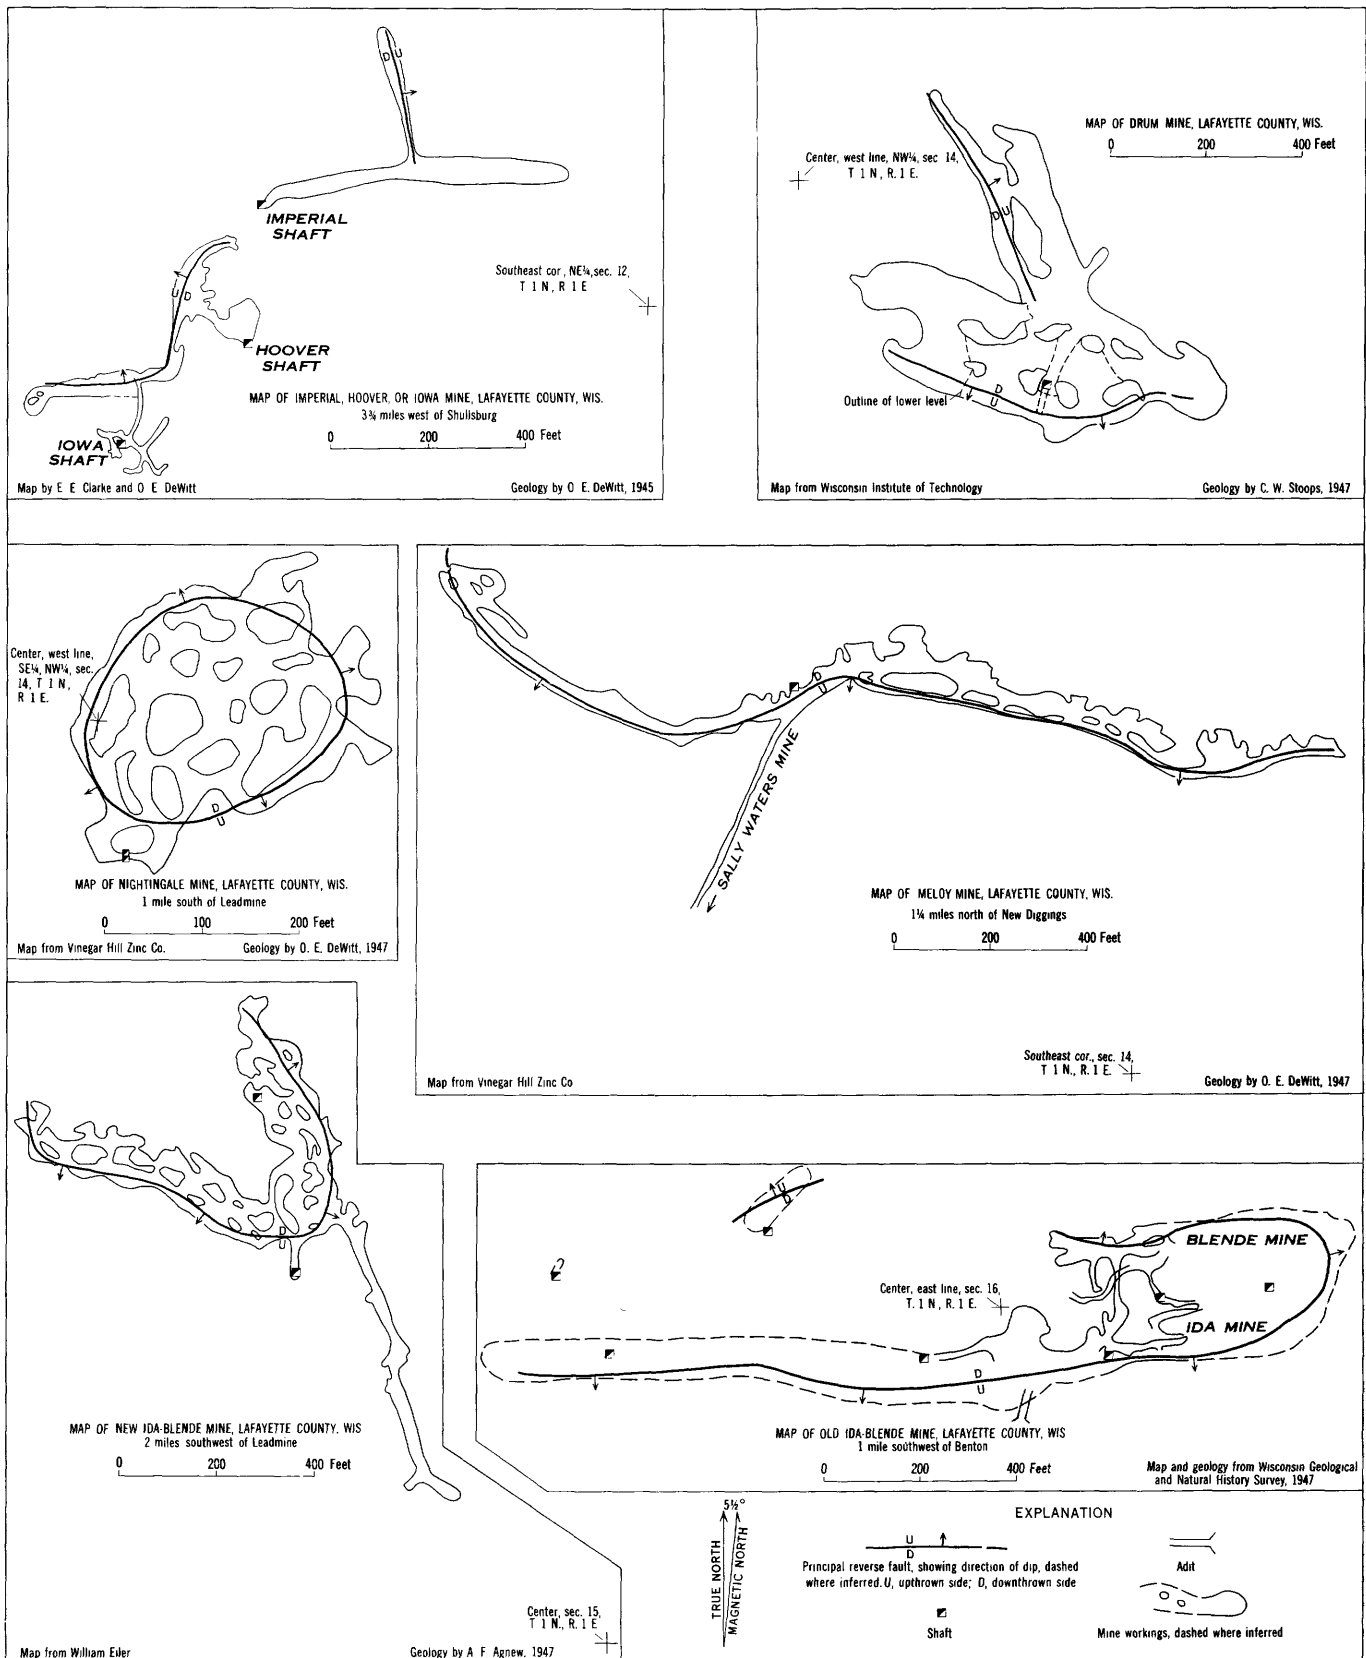 D U
IMPERIAL
SHAFT
Southeast cor, NE¼, sec. 12,
T 1 N, R 1 E
U D
HOOVER
SHAFT
MAP OF IMPERIAL, HOOVER, OR IOWA MINE, LAFAYETTE COUNTY, WIS.
3¾ miles west of Shullsburg
0 200 400 Feet
IOWA
SHAFT
Map by E E Clarke and O E DeWitt
Geology by O E. DeWitt, 1945
MAP OF DRUM MINE, LAFAYETTE COUNTY, WIS.
0 200 400 Feet
Center, west line, NW¼, sec 14,
T 1 N, R. 1 E.
D U
Outline of lower level
D
U
Map from Wisconsin Institute of Technology
Geology by C. W. Stoops, 1947
Center, west line,
SE¼, NW¼, sec.
14, T 1 N,
R 1 E.
D
U
MAP OF NIGHTINGALE MINE, LAFAYETTE COUNTY, WIS.
1 mile south of Leadmine
0 100 200 Feet
Map from Vinegar Hill Zinc Co.
Geology by O. E. DeWitt, 1947
D
U
SALLY WATERS MINE
MAP OF MELOY MINE, LAFAYETTE COUNTY, WIS.
1¼ miles north of New Diggings
0 200 400 Feet
Southeast cor., sec. 14,
T 1 N., R. 1 E.
Map from Vinegar Hill Zinc Co
Geology by O. E. DeWitt, 1947
D
U
MAP OF NEW IDA-BLENDE MINE, LAFAYETTE COUNTY. WIS
2 miles southwest of Leadmine
0 200 400 Feet
Center, sec. 15,
T 1 N., R. 1 E
Map from William Eiler
Geology by A F Agnew, 1947
U
D
BLENDE MINE
Center, east line, sec. 16,
T. 1 N, R. 1 E.
IDA MINE
D
U
MAP OF OLD IDA-BLENDE MINE, LAFAYETTE COUNTY, WIS
1 mile southwest of Benton
0 200 400 Feet
Map and geology from Wisconsin Geological
and Natural History Survey, 1947
5½°
TRUE NORTH
MAGNETIC NORTH
EXPLANATION
U
D
Principal reverse fault, showing direction of dip, dashed
where inferred. U, upthrown side; D, downthrown side
Shaft
Adit
Mine workings, dashed where inferred